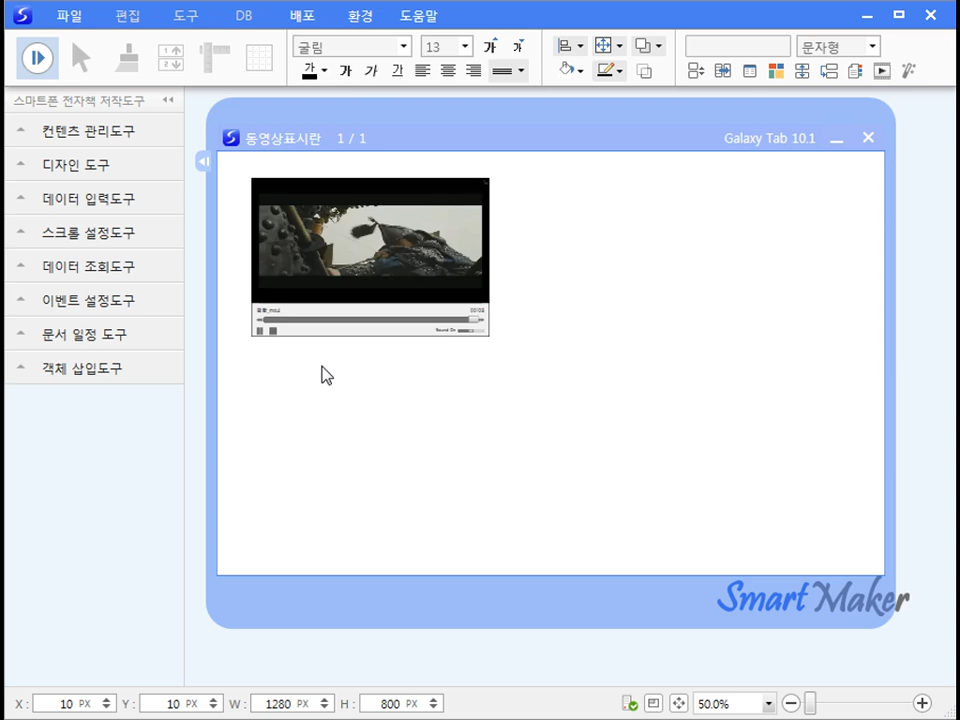 파일 편집 도구 DB 배포 환경 도움말
굴림 13 가 가 문자형
가 가 가 가
스마트폰 전자책 저작도구
컨텐츠 관리도구
디자인 도구
데이터 입력도구
스크롤 설정도구
데이터 조회도구
이벤트 설정도구
문서 일정 도구
객체 삽입도구
동영상표시란 1 / 1 Galaxy Tab 10.1
Sound On
Smart Maker
X : 10 PX Y : 10 PX W : 1280 PX H : 800 PX 50.0%